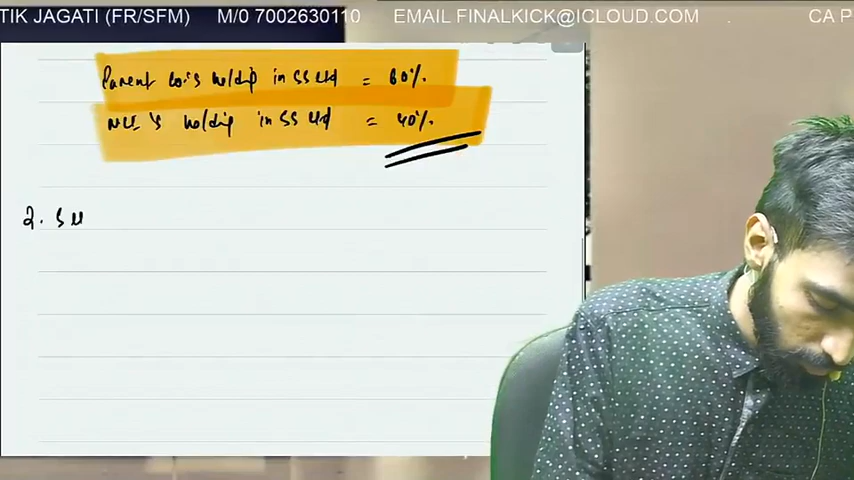 TIK JAGATI (FR/SFM) M/0 7002630110 EMAIL FINALKICK@ICLOUD.COM CA P
Parent co's holdip in SS Ltd = 60%.
NCI's holdip in SS Ltd = 40%.
2. S